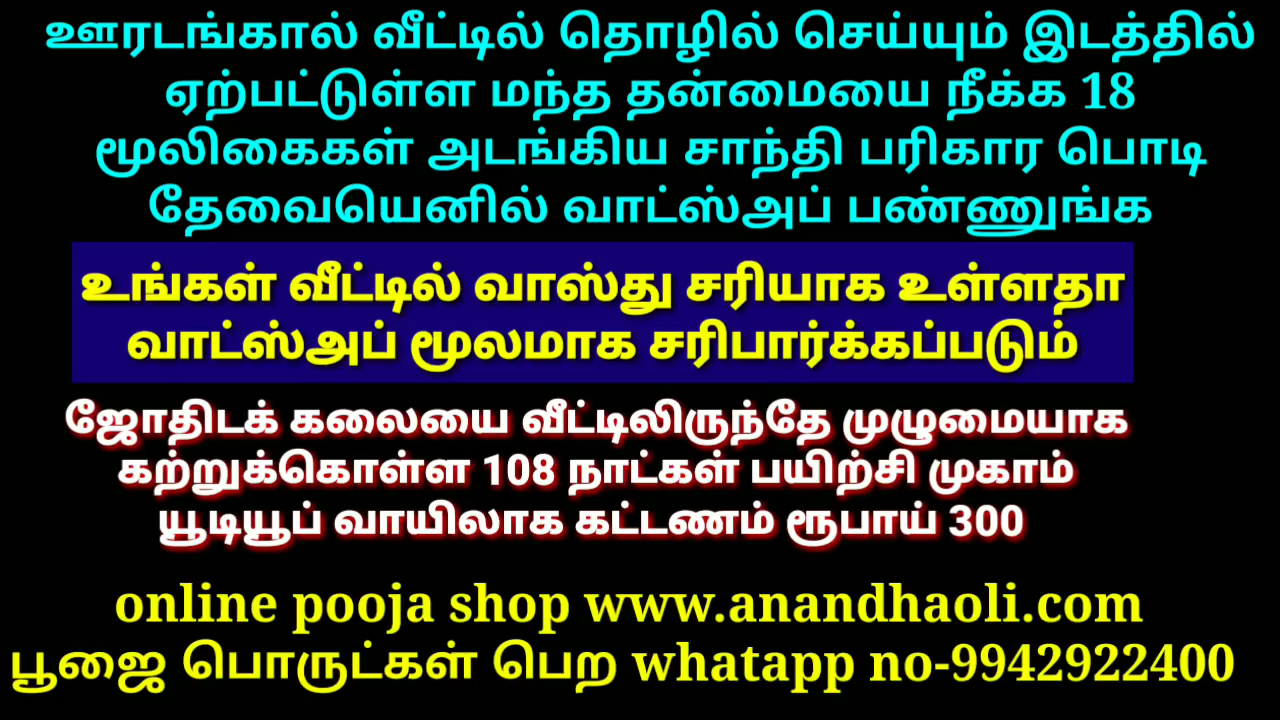 ஊரடங்கால் வீட்டில் தொழில் செய்யும் இடத்தில்
ஏற்பட்டுள்ள மந்த தன்மையை நீக்க 18
மூலிகைகள் அடங்கிய சாந்தி பரிகார பொடி
தேவையெனில் வாட்ஸ்அப் பண்ணுங்க
உங்கள் வீட்டில் வாஸ்து சரியாக உள்ளதா
வாட்ஸ்அப் மூலமாக சரிபார்க்கப்படும்
ஜோதிடக் கலையை வீட்டிலிருந்தே முழுமையாக
கற்றுக்கொள்ள 108 நாட்கள் பயிற்சி முகாம்
யூடியூப் வாயிலாக கட்டணம் ரூபாய் 300
online pooja shop www.anandhaoli.com
பூஜை பொருட்கள் பெற whatapp no-9942922400